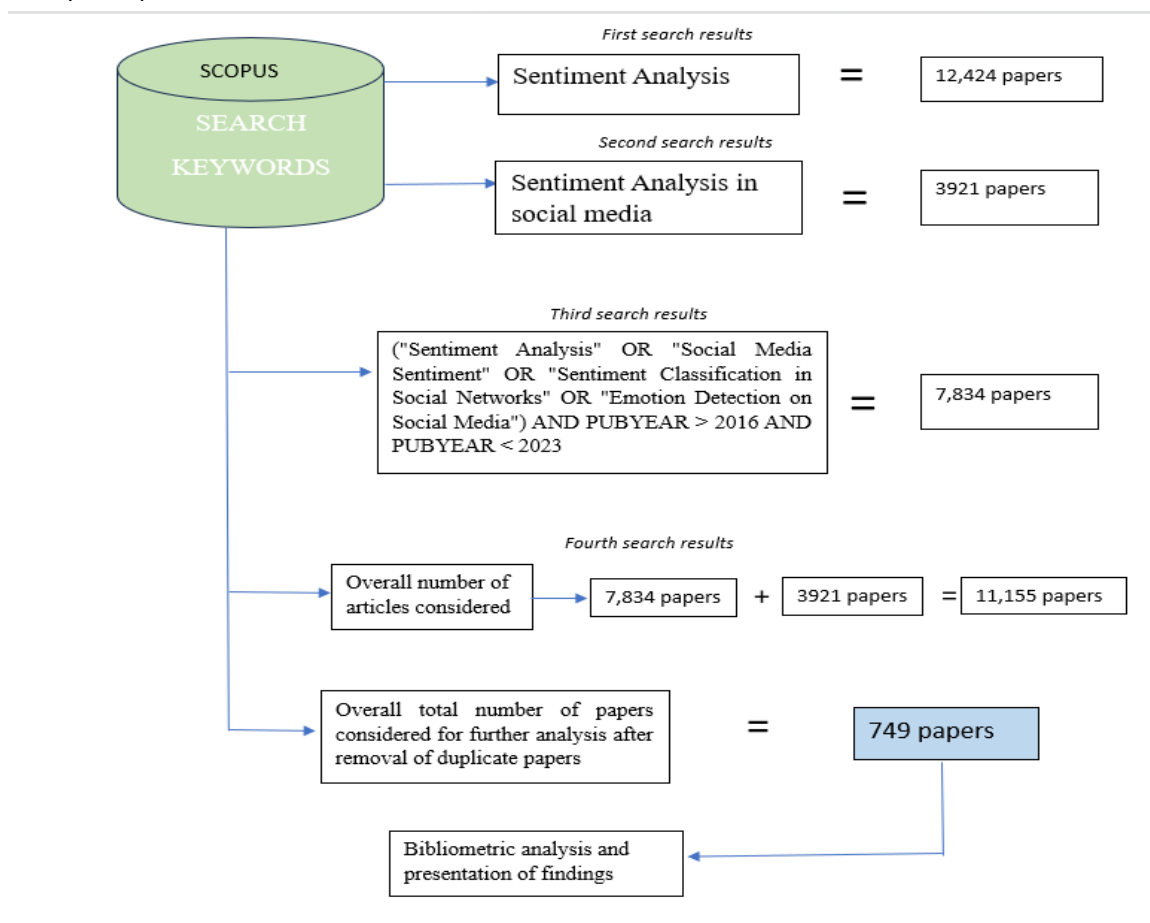 First search results
SCOPUS
SEARCH
KEYWORDS
Sentiment Analysis
=
12,424 papers
Second search results
Sentiment Analysis in
social media
=
3921 papers
Third search results
("Sentiment Analysis" OR "Social Media
Sentiment" OR "Sentiment Classification in
Social Networks" OR "Emotion Detection on
Social Media") AND PUBYEAR > 2016 AND
PUBYEAR < 2023
=
7,834 papers
Fourth search results
Overall number of
articles considered
7,834 papers + 3921 papers = 11,155 papers
Overall total number of papers
considered for further analysis after
removal of duplicate papers
=
749 papers
Bibliometric analysis and
presentation of findings